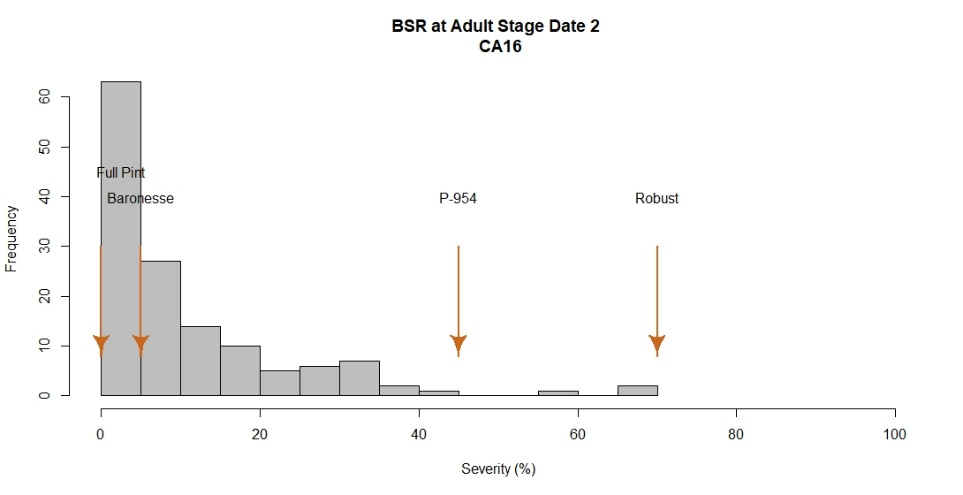 BSR at Adult Stage Date 2
CA16
Frequency
60
50
40
30
20
10
0
Full Pint
Baronesse
P-954
Robust
0
20
40
60
80
100
Severity (%)